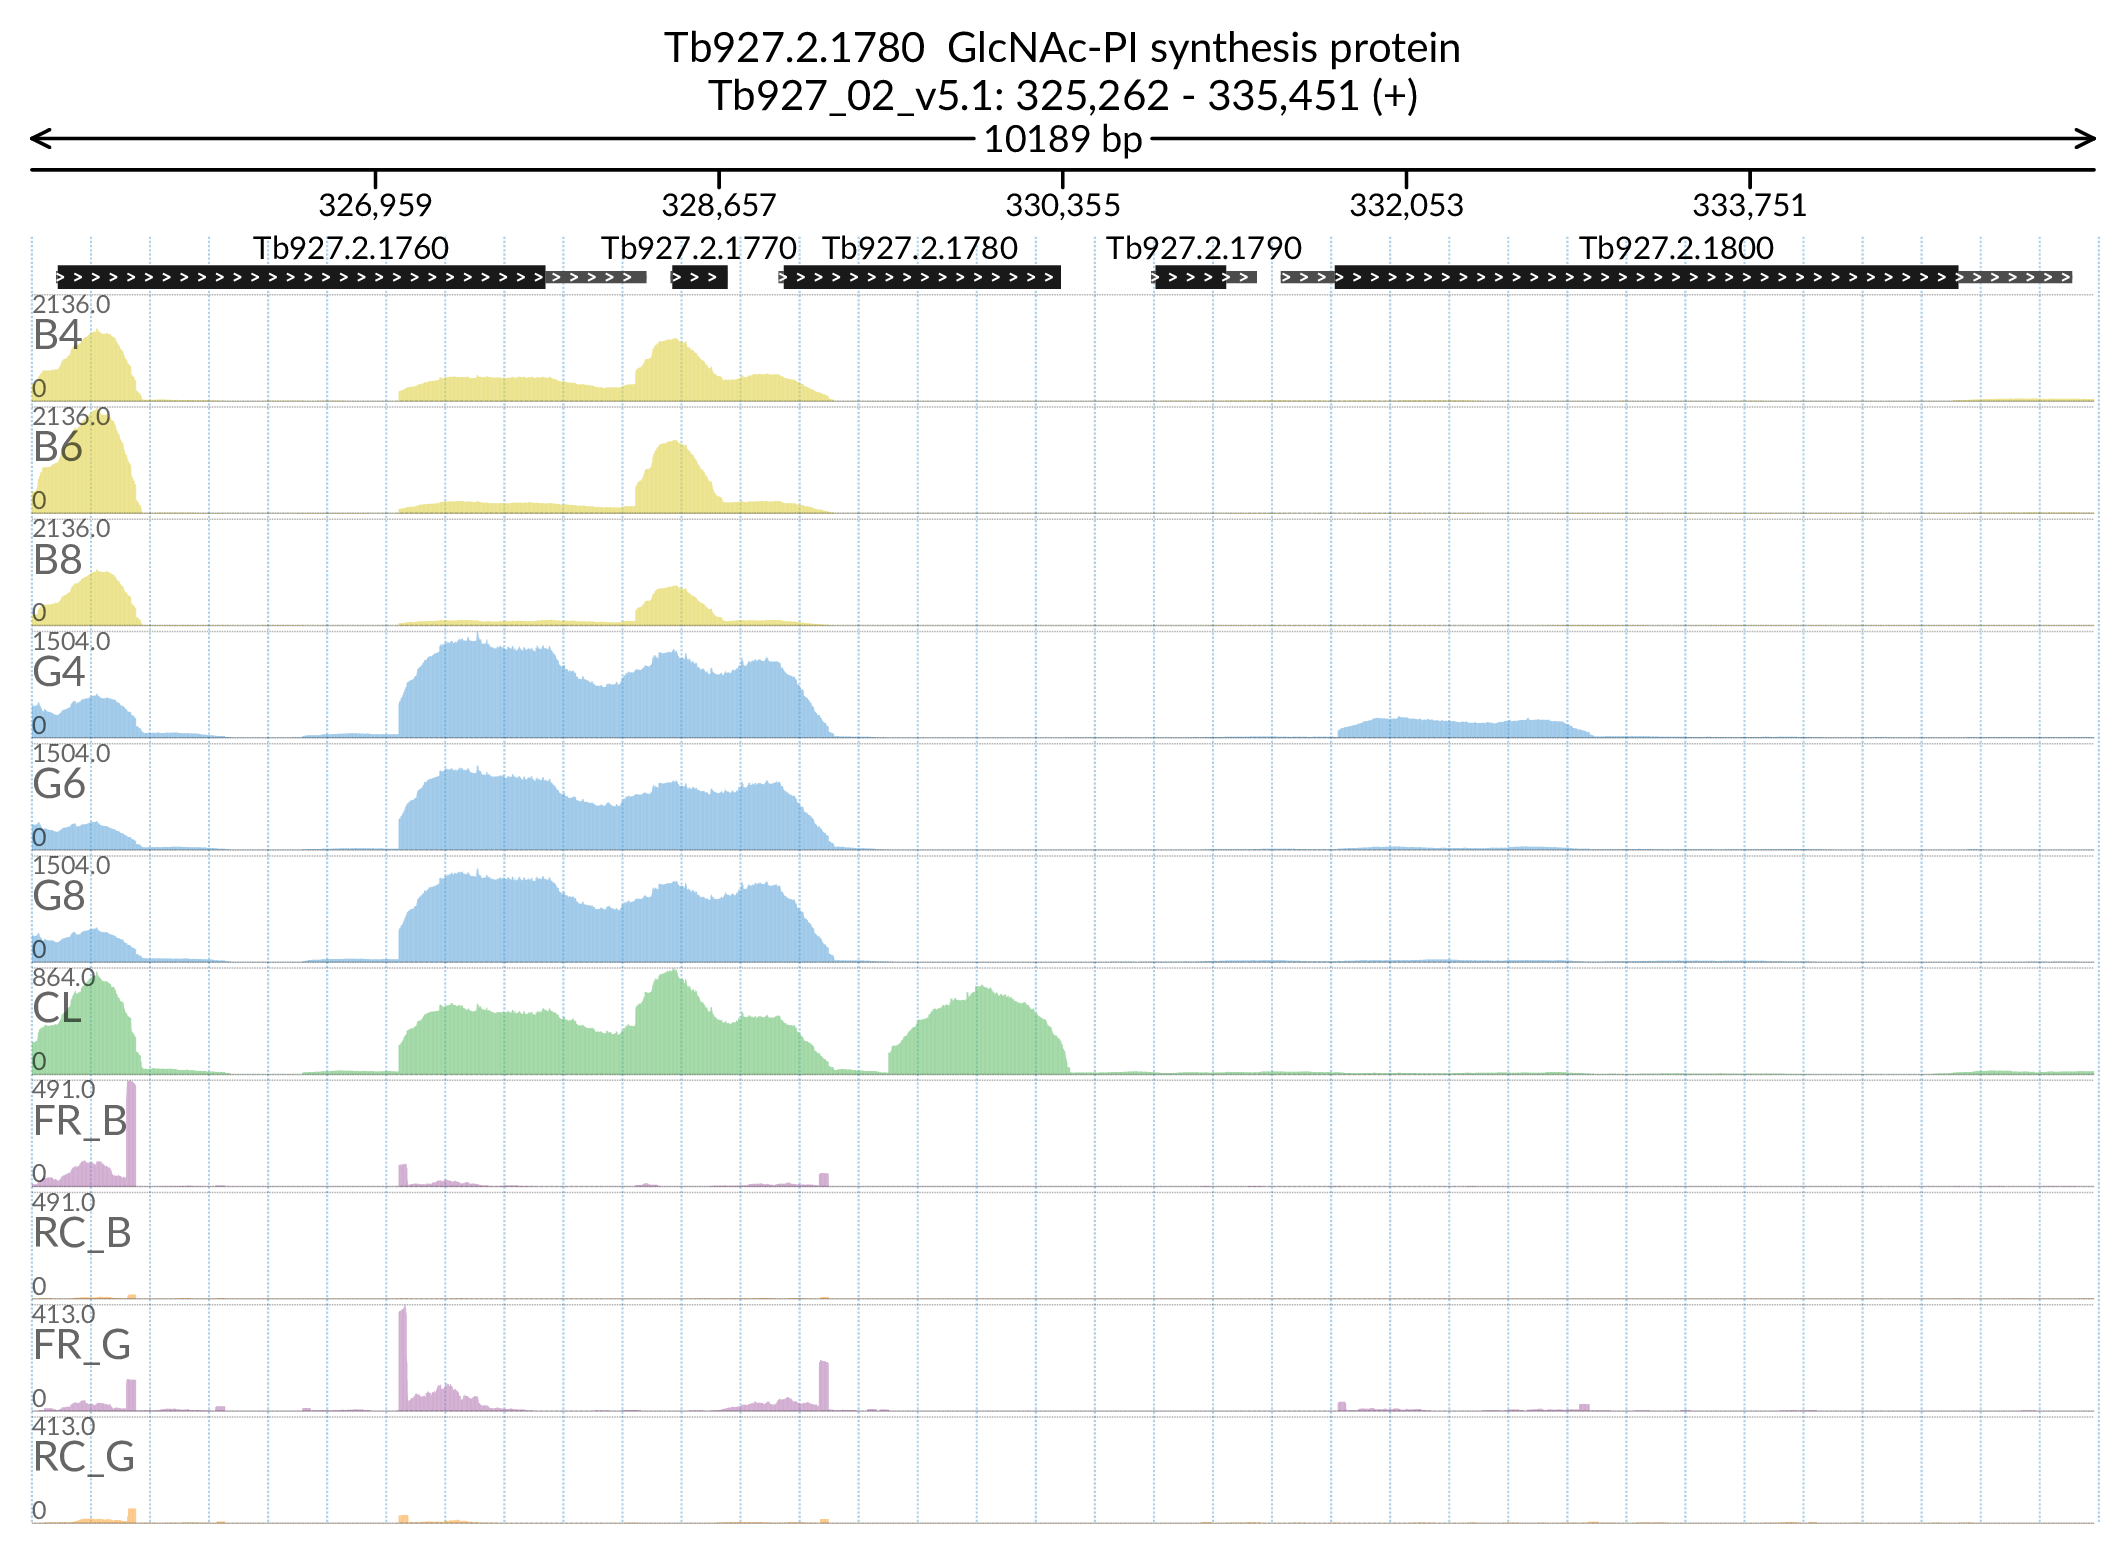 Tb927.2.1780 GlcNAc-PI synthesis protein
Tb927_02_v5.1: 325,262 - 335,451 (+)
10189 bp
326,959 328,657 330,355 332,053 333,751
Tb927.2.1760 Tb927.2.1770 Tb927.2.1780 Tb927.2.1790 Tb927.2.1800
2136.0
B4
0
2136.0
B6
0
2136.0
B8
0
1504.0
G4
0
1504.0
G6
0
1504.0
G8
0
864.0
CL
0
491.0
FR_B
0
491.0
RC_B
0
413.0
FR_G
0
413.0
RC_G
0